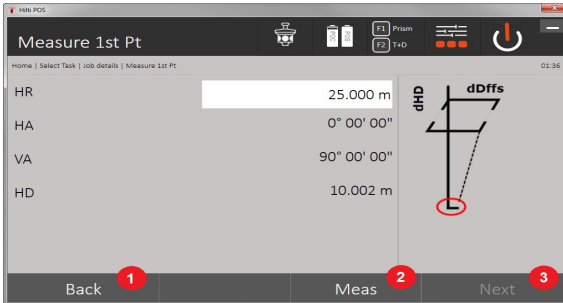 Hilti POS
Measure 1st Pt
POC
POS
F1 Prism
F2 T+D
Home | Select Task | Job details | Measure 1st Pt
01:36
HR 25.000 m
HA 0° 00' 00"
VA 90° 00' 00"
HD 10.002 m
dHD
dDffs
1
2
3
Back
Meas
Next